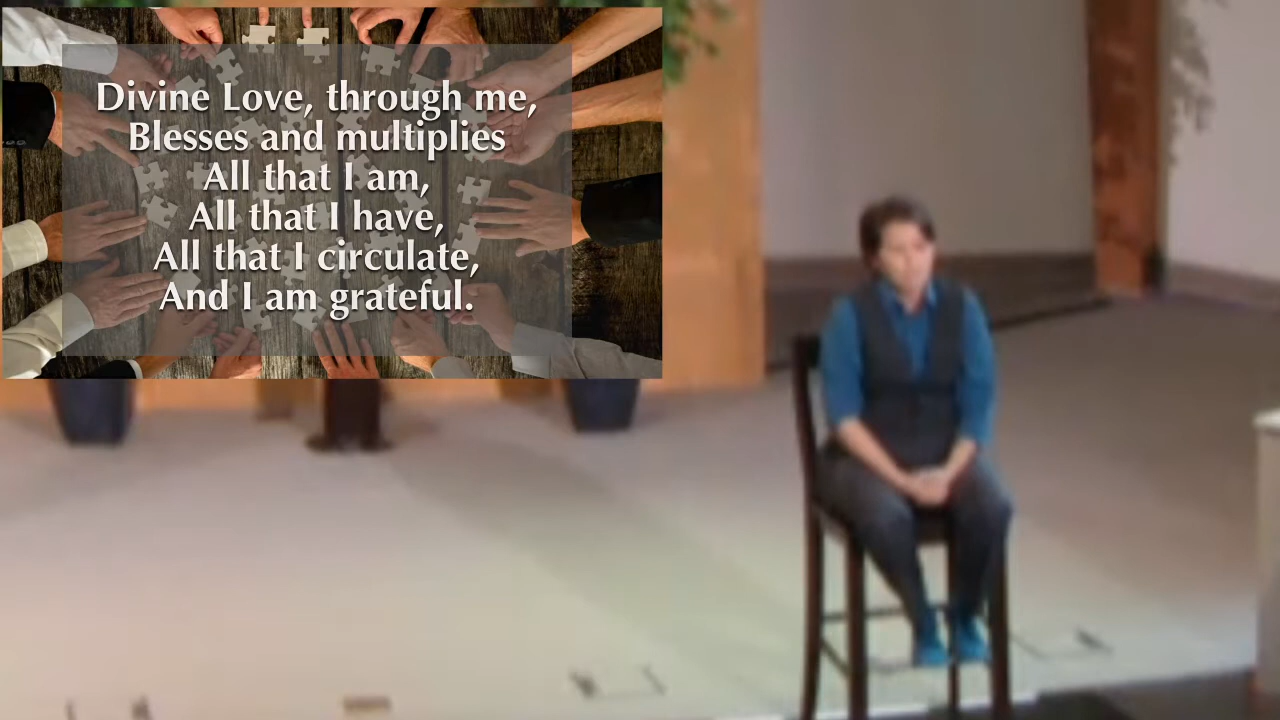 Divine Love, through me,
Blesses and multiplies
All that I am,
All that I have,
All that I circulate,
And I am grateful.